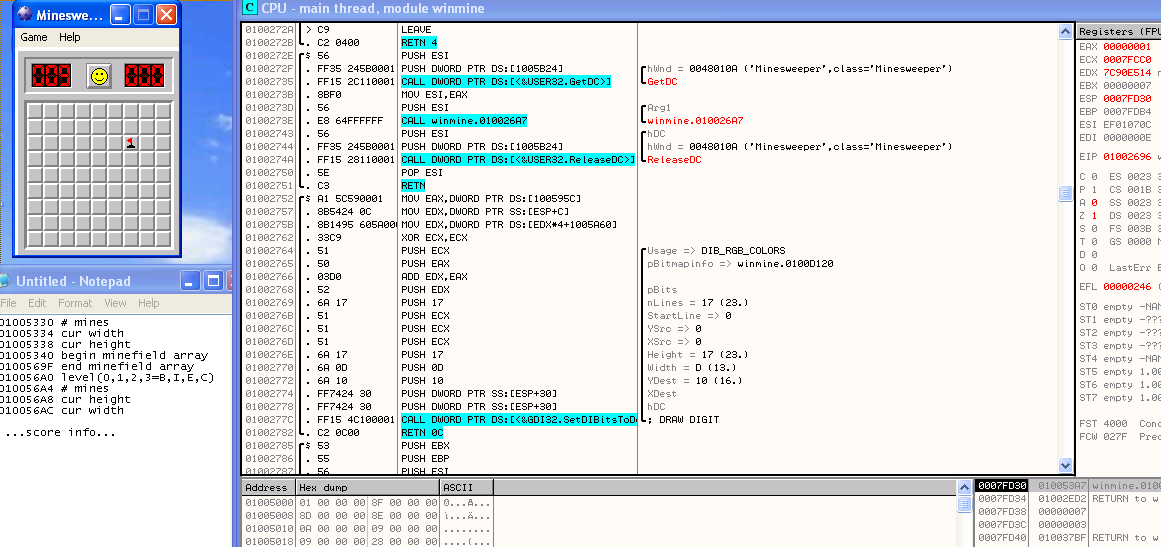 Mineswe...
Game Help
009 000
Untitled - Notepad
File Edit Format View Help
01005330 # mines
01005334 cur width
01005338 cur height
01005340 begin minefield array
0100569F end minefield array
010056A0 level(0,1,2,3=B,I,E,C)
010056A4 # mines
010056A8 cur height
010056AC cur width
...score info...
C CPU - main thread, module winmine
0100272A > C9 LEAVE
0100272B . C2 0400 RETN 4
0100272E $ 56 PUSH ESI
0100272F . FF35 245B0001 PUSH DWORD PTR DS:[1005B24] hWnd = 0048010A ('Minesweeper',class='Minesweeper')
01002735 . FF15 2C110001 CALL DWORD PTR DS:[<&USER32.GetDC>] GetDC
0100273B . 8BF0 MOV ESI,EAX
0100273D . 56 PUSH ESI Arg1
0100273E . E8 64FFFFFF CALL winmine.010026A7 winmine.010026A7
01002743 . 56 PUSH ESI hDC
01002744 . FF35 245B0001 PUSH DWORD PTR DS:[1005B24] hWnd = 0048010A ('Minesweeper',class='Minesweeper')
0100274A . FF15 28110001 CALL DWORD PTR DS:[<&USER32.ReleaseDC>] ReleaseDC
01002750 . 5E POP ESI
01002751 . C3 RETN
01002752 $ A1 5C590001 MOV EAX,DWORD PTR DS:[100595C]
01002757 . 8B5424 0C MOV EDX,DWORD PTR SS:[ESP+C]
0100275B . 8B1495 605A00 MOV EDX,DWORD PTR DS:[EDX*4+1005A60]
01002762 . 33C9 XOR ECX,ECX
01002764 . 51 PUSH ECX Usage => DIB_RGB_COLORS
01002765 . 50 PUSH EAX pBitmapinfo => winmine.0100D120
01002766 . 03D0 ADD EDX,EAX
01002768 . 52 PUSH EDX pBits
01002769 . 6A 17 PUSH 17 nLines = 17 (23.)
0100276B . 51 PUSH ECX StartLine => 0
0100276C . 51 PUSH ECX YSrc => 0
0100276D . 51 PUSH ECX XSrc => 0
0100276E . 6A 17 PUSH 17 Height = 17 (23.)
01002770 . 6A 0D PUSH 0D Width = D (13.)
01002772 . 6A 10 PUSH 10 YDest = 10 (16.)
01002774 . FF7424 30 PUSH DWORD PTR SS:[ESP+30] XDest
01002778 . FF7424 30 PUSH DWORD PTR SS:[ESP+30] hDC
0100277C . FF15 4C100001 CALL DWORD PTR DS:[<&GDI32.SetDIBitsToD ; DRAW DIGIT
01002782 . C2 0C00 RETN 0C
01002785 $ 53 PUSH EBX
01002786 . 55 PUSH EBP
01002787 . 56 PUSH ESI
Registers (FPU
EAX 00000001
ECX 0007FCC0
EDX 7C90E514
EBX 00000007
ESP 0007FD30
EBP 0007FDB4
ESI EF01070C
EDI 0000000E
EIP 01002696
C 0 ES 0023
P 1 CS 001B
A 0 SS 0023
Z 1 DS 0023
S 0 FS 003B
T 0 GS 0000
D 0
O 0 LastErr
EFL 00000246
ST0 empty -NAN
ST1 empty -???
ST2 empty -???
ST3 empty -???
ST4 empty -NAN
ST5 empty 1.00
ST6 empty 1.00
ST7 empty 1.00
FST 4000 Cond
FCW 027F Prec
Address Hex dump ASCII
01005000 01 00 00 00 8F 00 00 00
01005008 8D 00 00 00 8E 00 00 00
01005010 0A 00 00 00 09 00 00 00 ........
01005018 09 00 00 00 28 00 00 00 ....(...
0007FD30 010053A7 winmine.010
0007FD34 01002ED2 RETURN to w
0007FD38 00000007
0007FD3C 00000003
0007FD40 010037BF RETURN to w